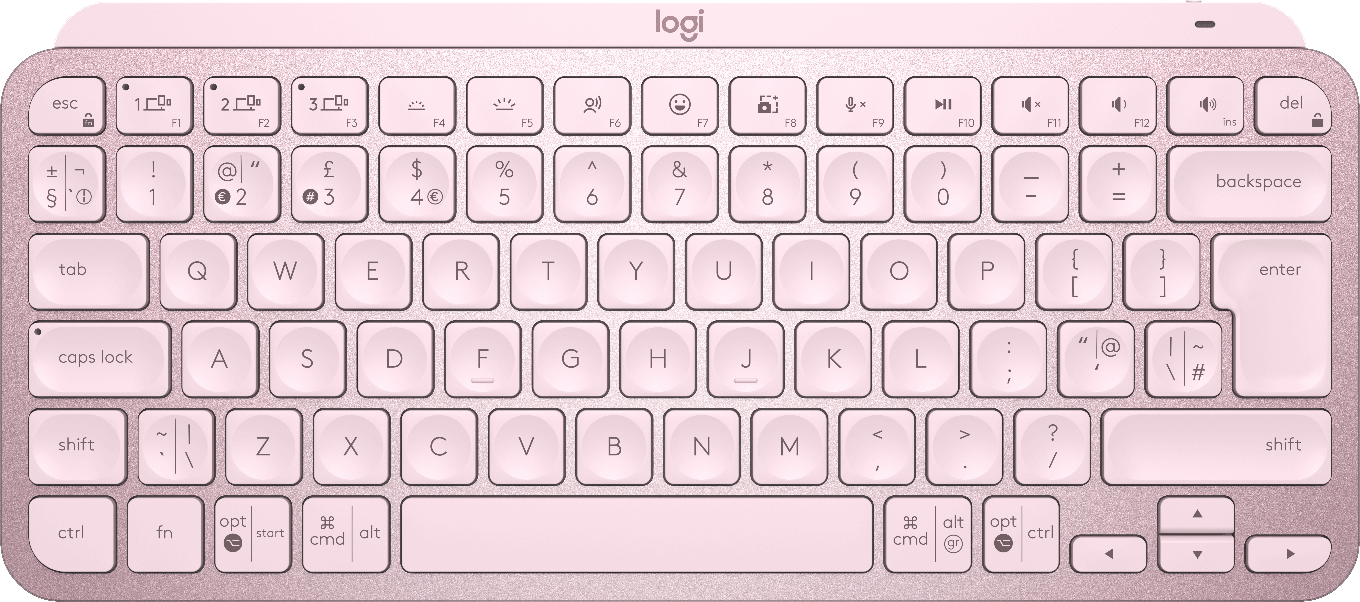 logi
esc 1 F1 2 F2 3 F3 F4 F5 F6 F7 F8 × F9 F10 × F11 F12 ins del
± ¬ ! @ “ £ $ % ^ & * ( ) _ +
§ ` 1 € 2 # 3 4 € 5 6 7 8 9 0 - = backspace
tab Q W E R T Y U I O P { [ } ] enter
caps lock A S D F G H J K L : ; “ @ ‘ | ~ \ #
shift ~ ` | \ Z X C V B N M < , > . ? / shift
ctrl fn opt start ⌘ cmd alt ⌘ cmd alt gr opt ctrl